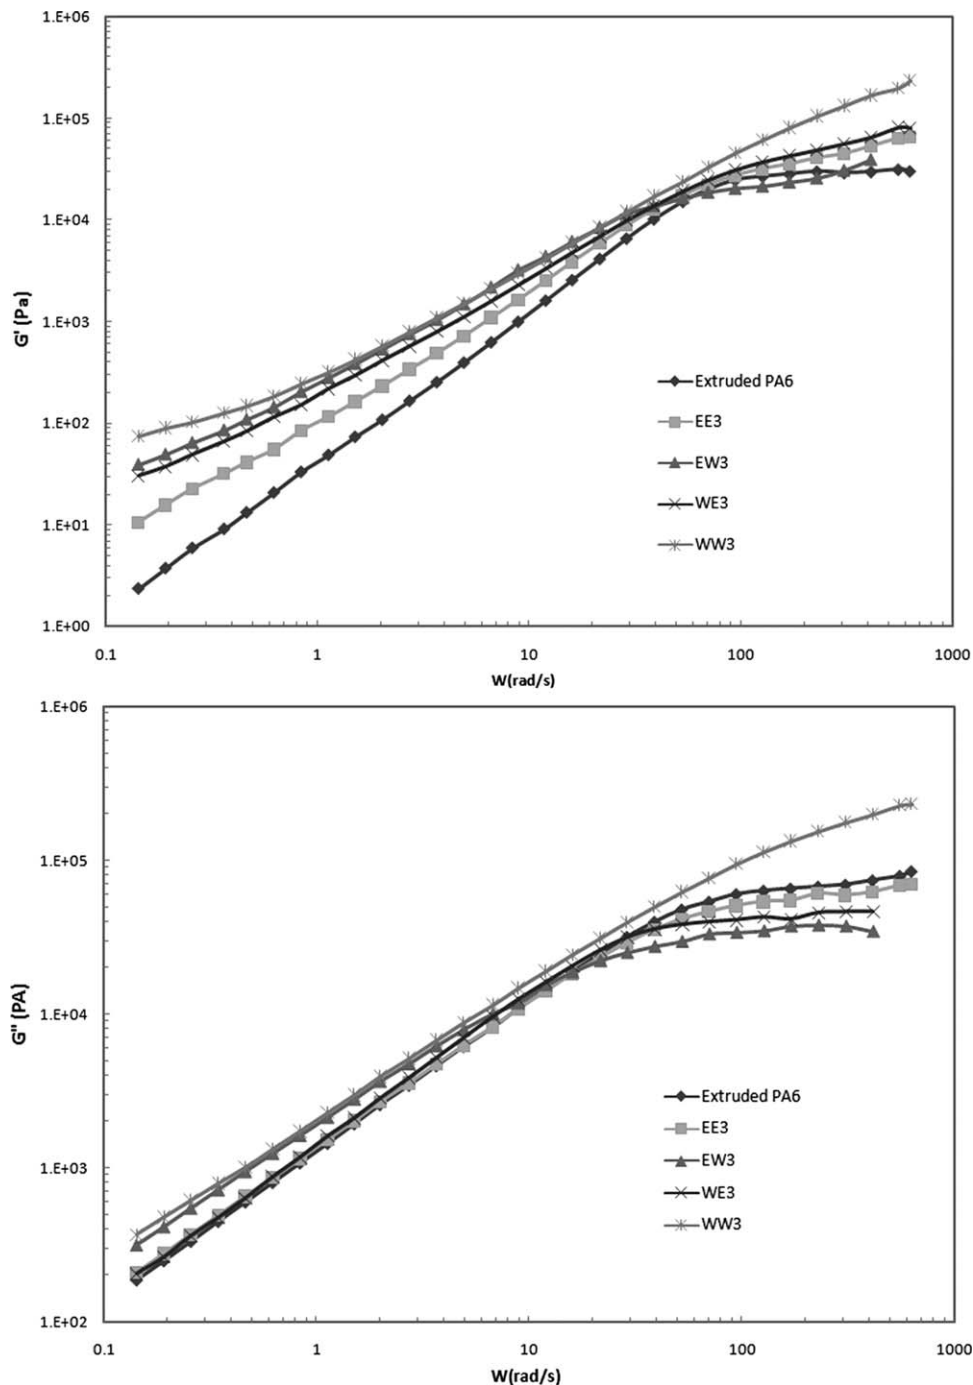 1.E+06
1.E+05
1.E+04
1.E+03
1.E+02
1.E+01
1.E+00
G' (Pa)
0.1 1 10 100 1000
W(rad/s)
Extruded PA6
EE3
EW3
WE3
WW3
1.E+06
1.E+05
1.E+04
1.E+03
1.E+02
G" (PA)
0.1 1 10 100 1000
W(rad/s)
Extruded PA6
EE3
EW3
WE3
WW3